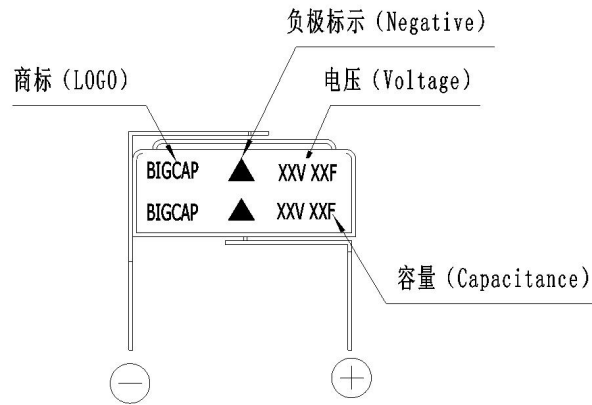 负极标示（Negative）
商标（LOGO）
电压（Voltage）
BIGCAP ▲ XXV XXF
BIGCAP ▲ XXV XXF
容量（Capacitance）
− +